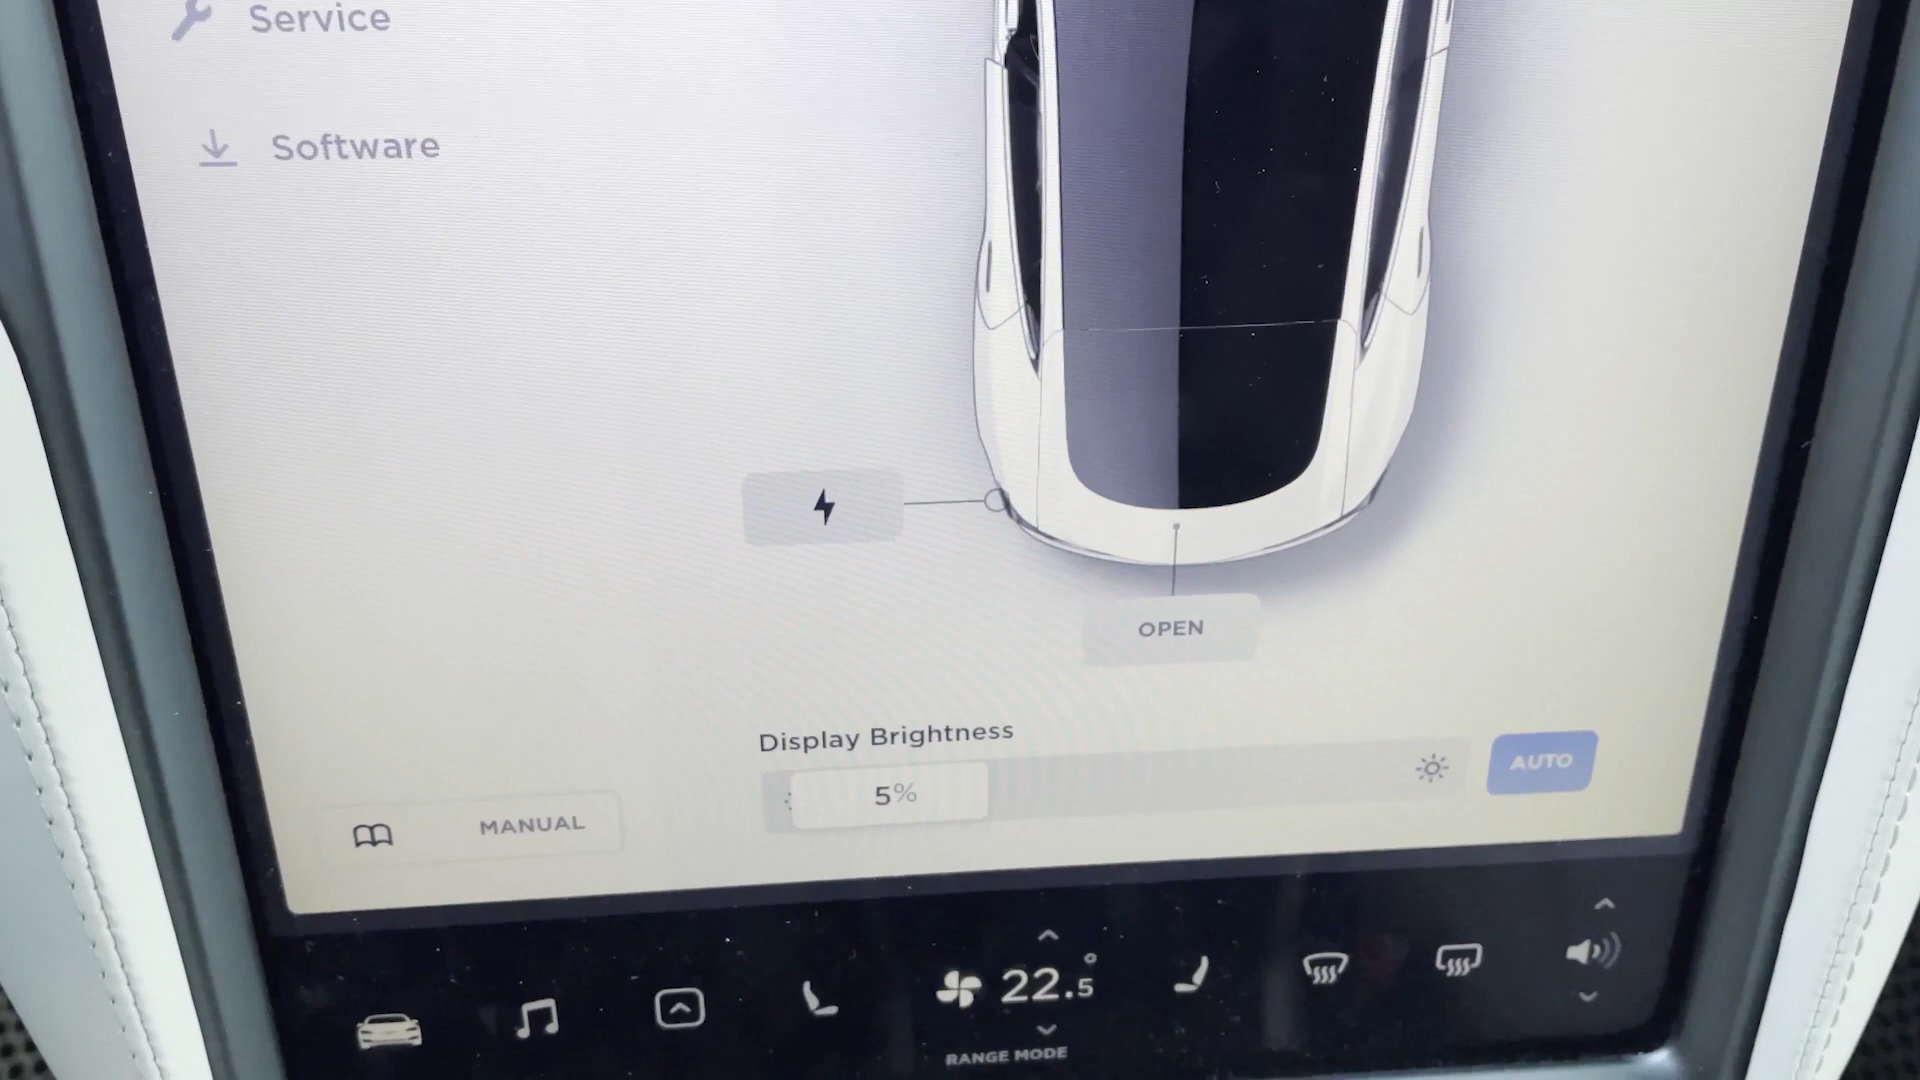 Service
Software
OPEN
Display Brightness
5%
AUTO
MANUAL
22.5°
RANGE MODE